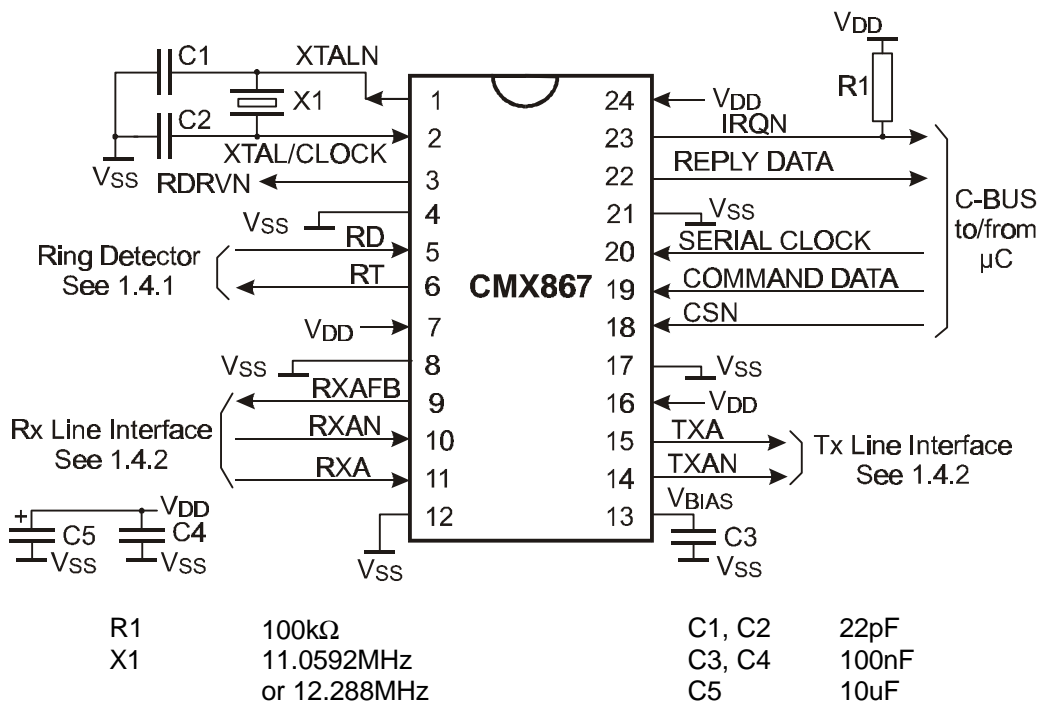 C1
XTALN
X1
C2
XTAL/CLOCK
VSS
RDRVN
VSS
RD
Ring Detector
See 1.4.1
RT
VDD
VSS
RXAFB
Rx Line Interface
See 1.4.2
RXAN
RXA
+
C5
VSS
VDD
C4
VSS
VSS
1
2
3
4
5
6
7
8
9
10
11
12
CMX867
24
23
22
21
20
19
18
17
16
15
14
13
VDD
R1
VDD
IRQN
REPLY DATA
VSS
SERIAL CLOCK
COMMAND DATA
CSN
C-BUS
to/from
µC
VSS
VDD
TXA
TXAN
Tx Line Interface
See 1.4.2
VBIAS
C3
VSS
R1 100kΩ C1, C2 22pF
X1 11.0592MHz C3, C4 100nF
or 12.288MHz C5 10uF